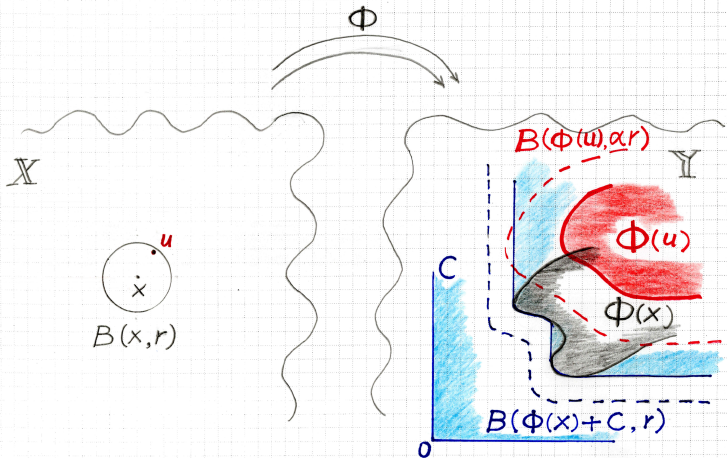 Φ
𝕏
B(Φ(u), αr)
𝕐
u
x
B(x, r)
C
Φ(u)
Φ(x)
B(Φ(x)+C, r)
0